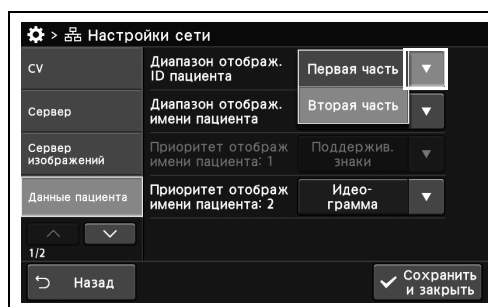 > Настройки сети
CV
Сервер
Сервер
изображений
Данные пациента
1/2
Диапазон отображ.
ID пациента
Первая часть
Вторая часть
Диапазон отображ.
имени пациента
Приоритет отображ
имени пациента: 1
Поддержив.
знаки
Приоритет отображ
имени пациента: 2
Идео-
грамма
Назад
Сохранить
и закрыть